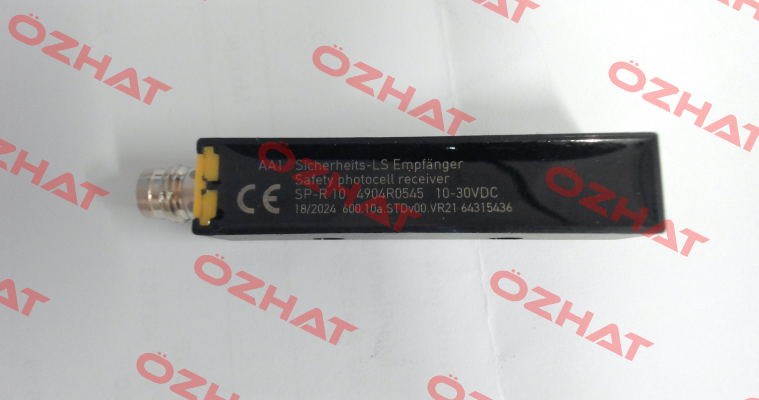 AA1 Sicherheits-LS Empfänger
Safety photocell receiver
SP-R 10 4904R0545 10-30VDC
CE
18/2024 600.10a.STDv00.VR21 64315436
ÖZHAT
ÖZHAT
ÖZHAT
ÖZHAT
ÖZHAT
ÖZHAT
ÖZHAT
ÖZHAT